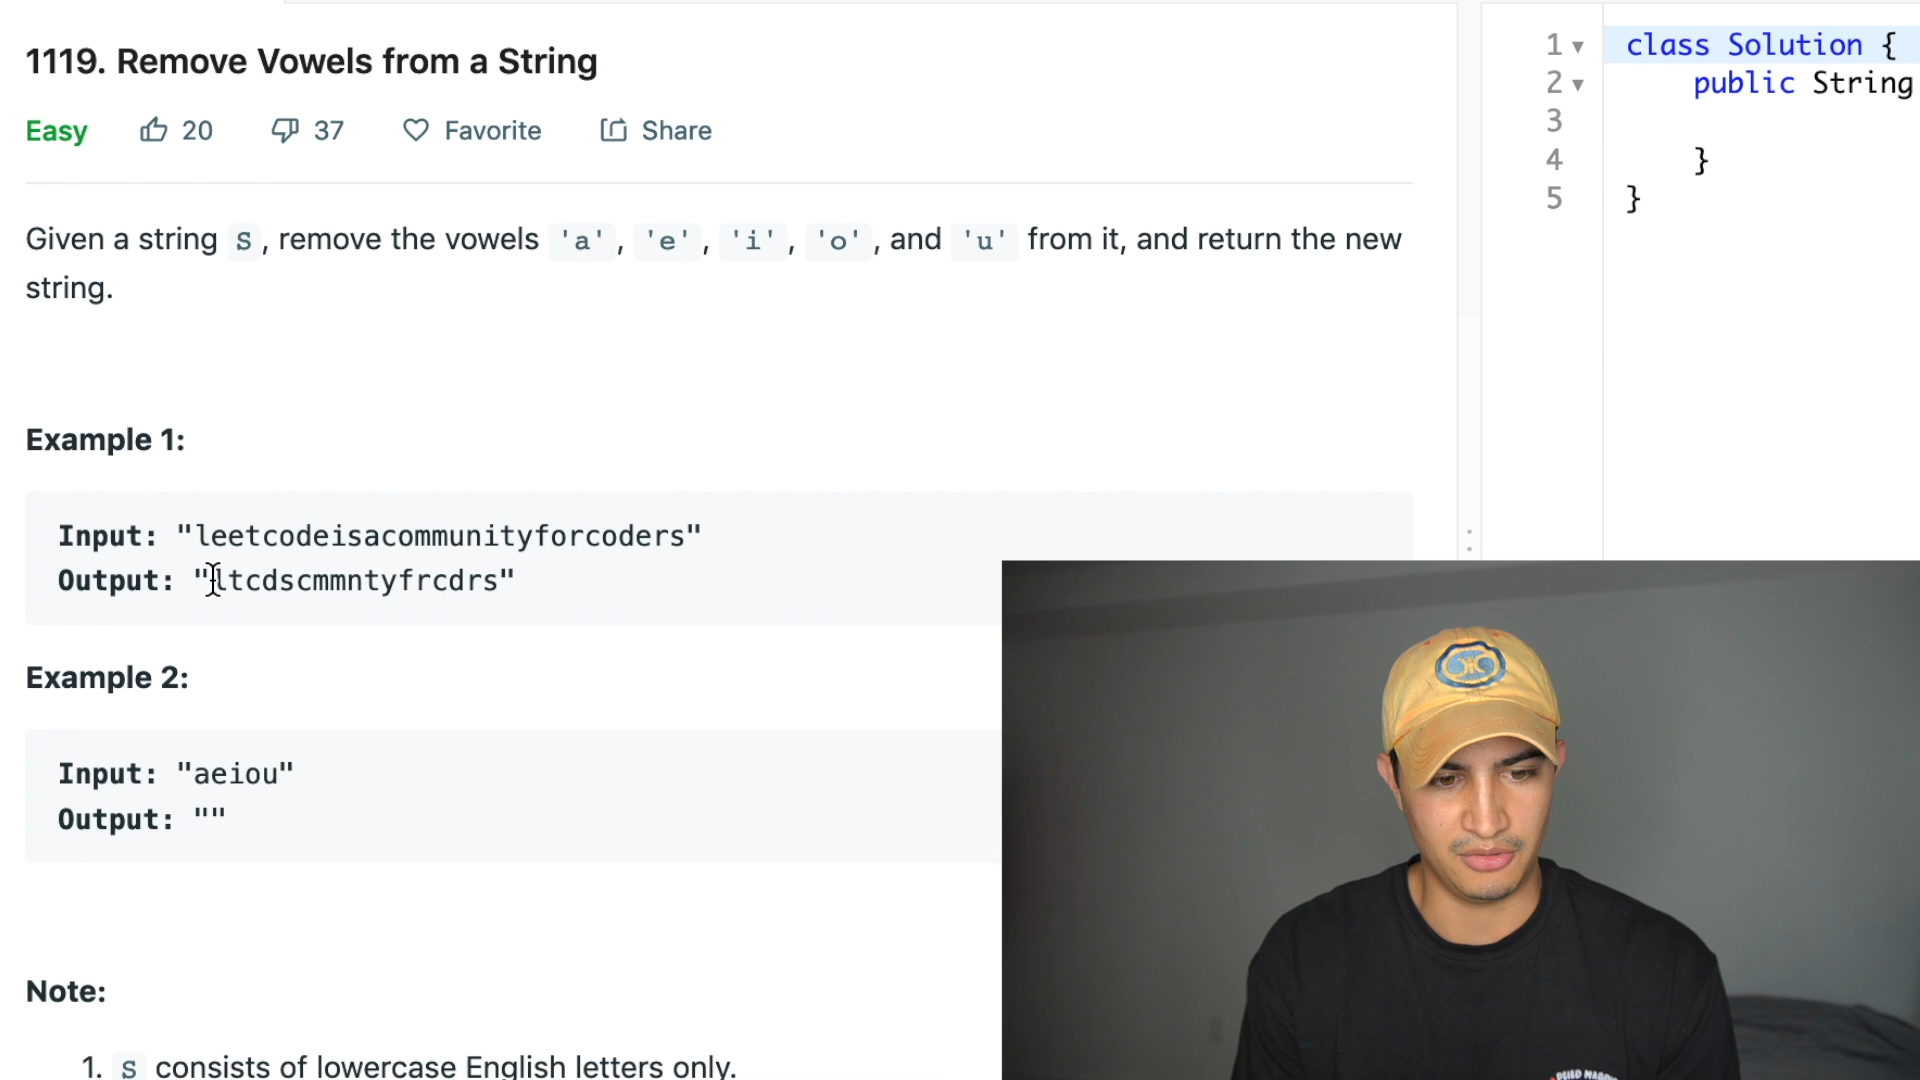 1119. Remove Vowels from a String
Easy 20 37 Favorite Share
Given a string S, remove the vowels 'a', 'e', 'i', 'o', and 'u' from it, and return the new
string.
Example 1:
Input: "leetcodeisacommunityforcoders"
Output: "ltcdscmmntyfrcdrs"
Example 2:
Input: "aeiou"
Output: ""
Note:
1. S consists of lowercase English letters only.
1 class Solution {
2 public String
3
4 }
5 }